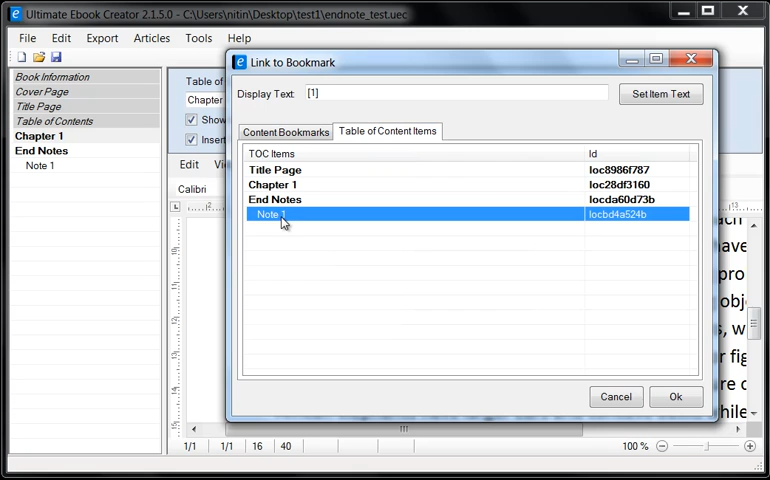 Ultimate Ebook Creator 2.1.5.0 - C:\Users\nitin\Desktop\test1\endnote_test.uec
File Edit Export Articles Tools Help
Book Information
Cover Page
Title Page
Table of Contents
Chapter 1
End Notes
Note 1
Table of
Chapter
Show
Insert
Edit
Calibri
Link to Bookmark
Display Text: [1]
Set Item Text
Content Bookmarks Table of Content Items
TOC Items Id
Title Page loc8986f787
Chapter 1 loc28df3160
End Notes locda60d73b
Note 1 locbd4a524b
Cancel Ok
1/1 1/1 16 40 100 %